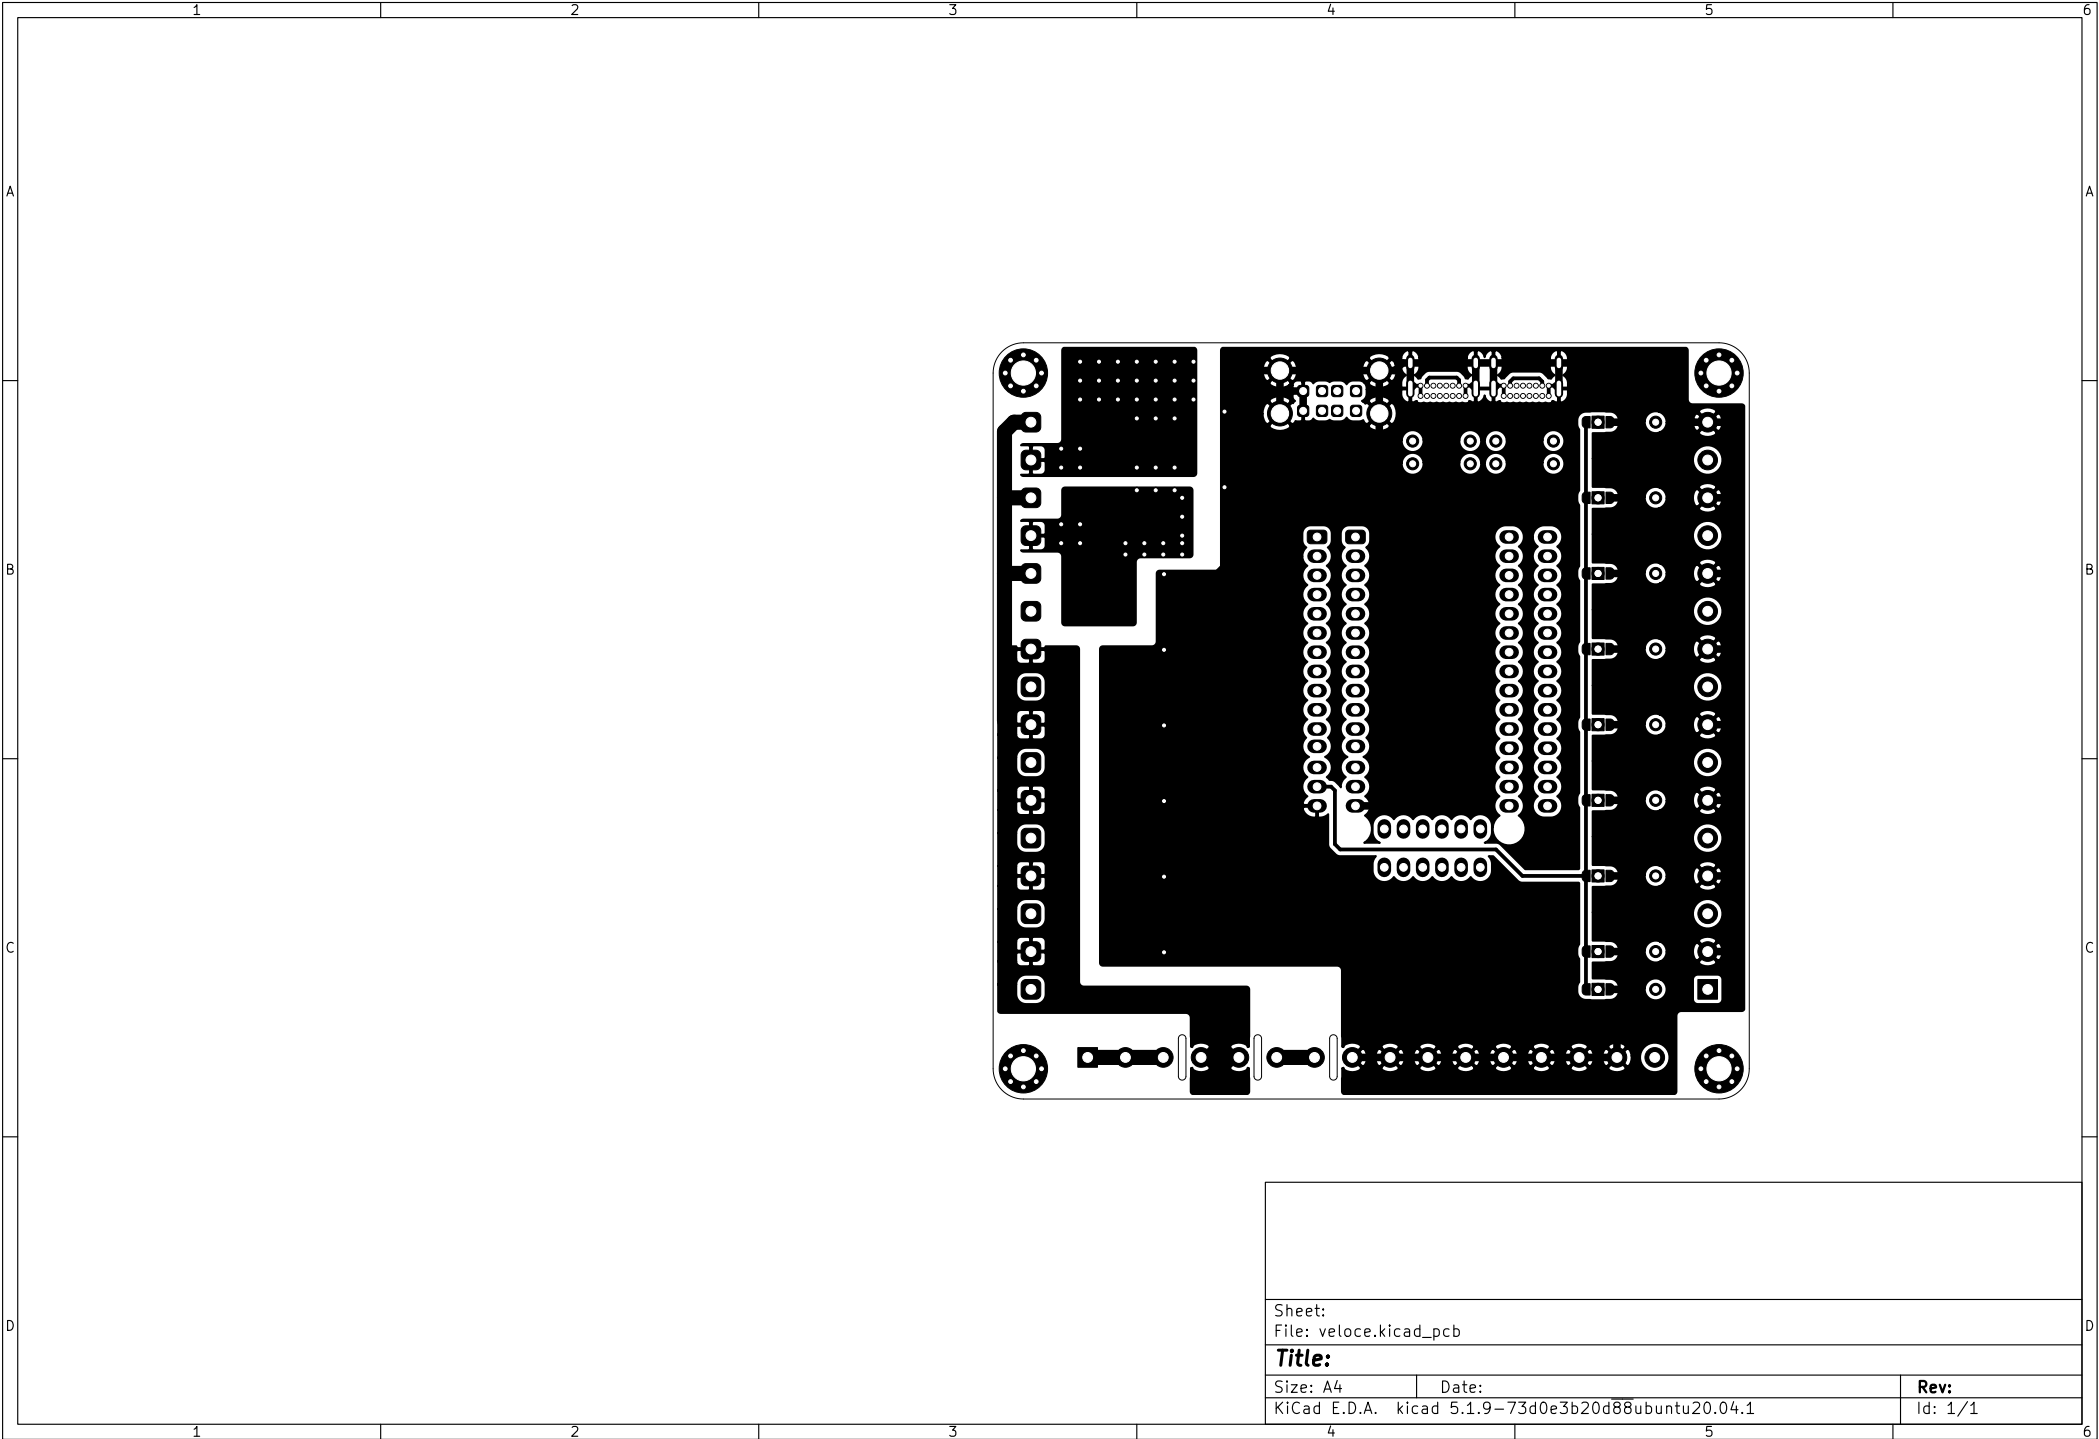 1 2 3 4 5 6
A A
B B
C C
D D
Sheet:
File: veloce.kicad_pcb
Title:
Size: A4 Date: Rev:
KiCad E.D.A. kicad 5.1.9-73d0e3b20d88ubuntu20.04.1 Id: 1/1
1 2 3 4 5 6